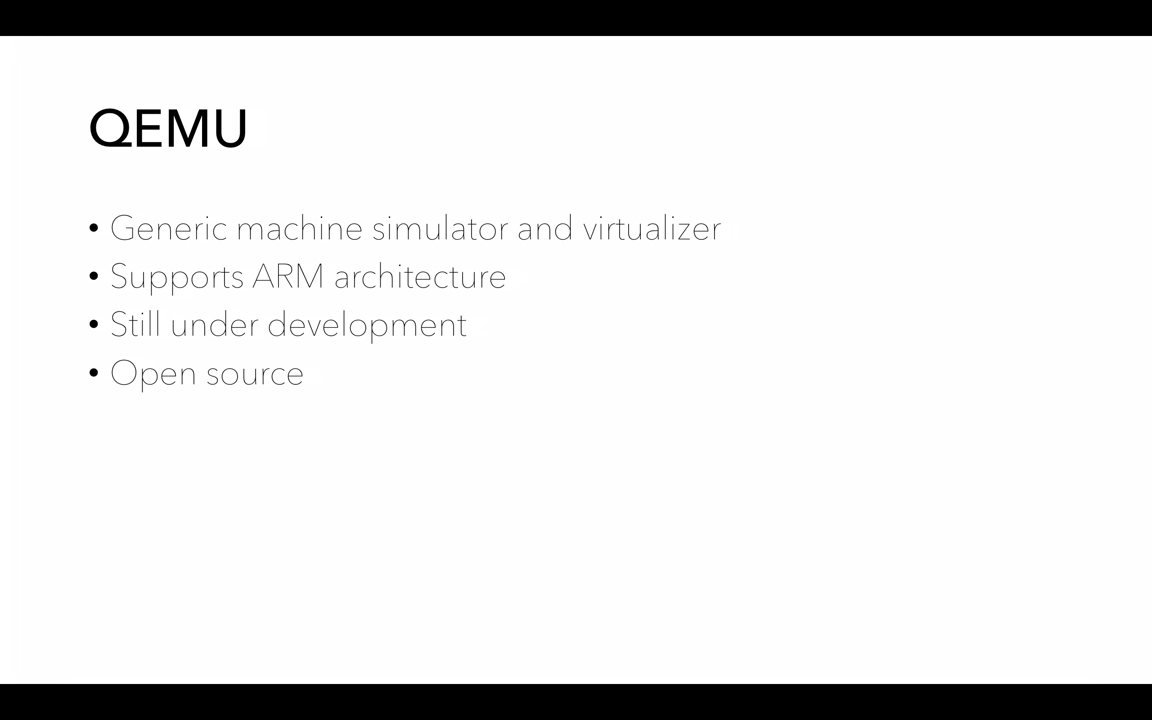 QEMU
• Generic machine simulator and virtualizer
• Supports ARM architecture
• Still under development
• Open source